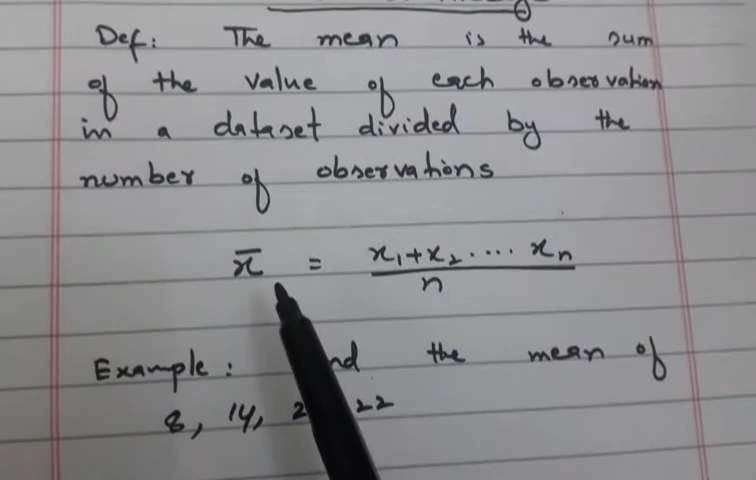 Def: The mean is the sum
of the value of each observation
in a dataset divided by the
number of observations
x̄ = x₁+x₂.... xₙ / n
Example: the mean of
8, 14, 22